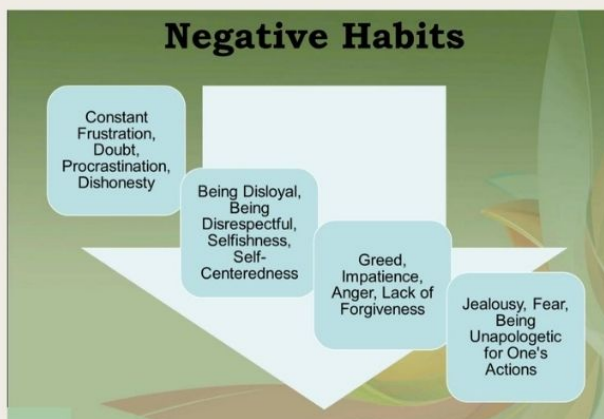 Negative Habits
Constant
Frustration,
Doubt,
Procrastination,
Dishonesty
Being Disloyal,
Being
Disrespectful,
Selfishness,
Self-
Centeredness
Greed,
Impatience,
Anger, Lack of
Forgiveness
Jealousy, Fear,
Being
Unapologetic
for One's
Actions